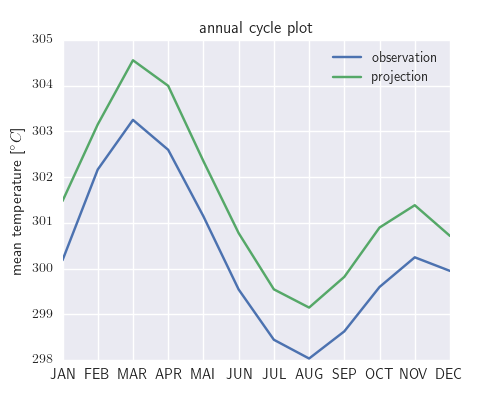 annual cycle plot
305
304
303
302
301
300
299
298
mean temperature [°C]
observation
projection
JAN FEB MAR APR MAI JUN JUL AUG SEP OCT NOV DEC